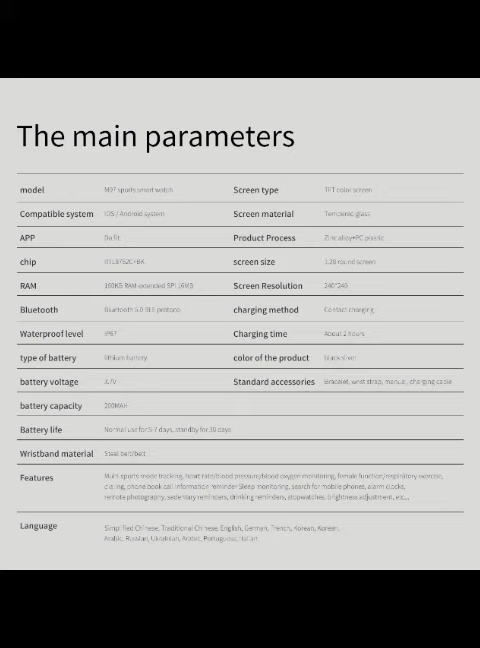 The main parameters
model M97 sports smart watch Screen type TFT color screen
Compatible system IOS / Android system Screen material Tempered glass
APP Da fit Product Process Zinc alloy+PC plastic
chip screen size 1.28 round screen
RAM 160KB RAM extended SPI 16MB Screen Resolution 240*240
Bluetooth Bluetooth 5.0 BLE protoco charging method Contact charging
Waterproof level IP67 Charging time About 2 hours
type of battery lithium battery color of the product black silver
battery voltage 3.7V Standard accessories Bracelet, wrist strap, manual, charging cable
battery capacity 200MAH
Battery life Normal use for 5-7 days, standby for 30 days
Wristband material Steel belt/belt
Features Multi-sports mode tracking, heart rate/blood pressure/blood oxygen monitoring, female function/respiratory exercise,
dialing, phone book call information reminder Sleep monitoring, search for mobile phones, alarm clocks,
remote photography, sedentary reminders, drinking reminders, stopwatches, brightness adjustment, etc...
Language Simplified Chinese, Traditional Chinese, English, German, French, Korean, Korean,
Arabic, Russian, Ukrainian, Arabic, Portuguese, Italian